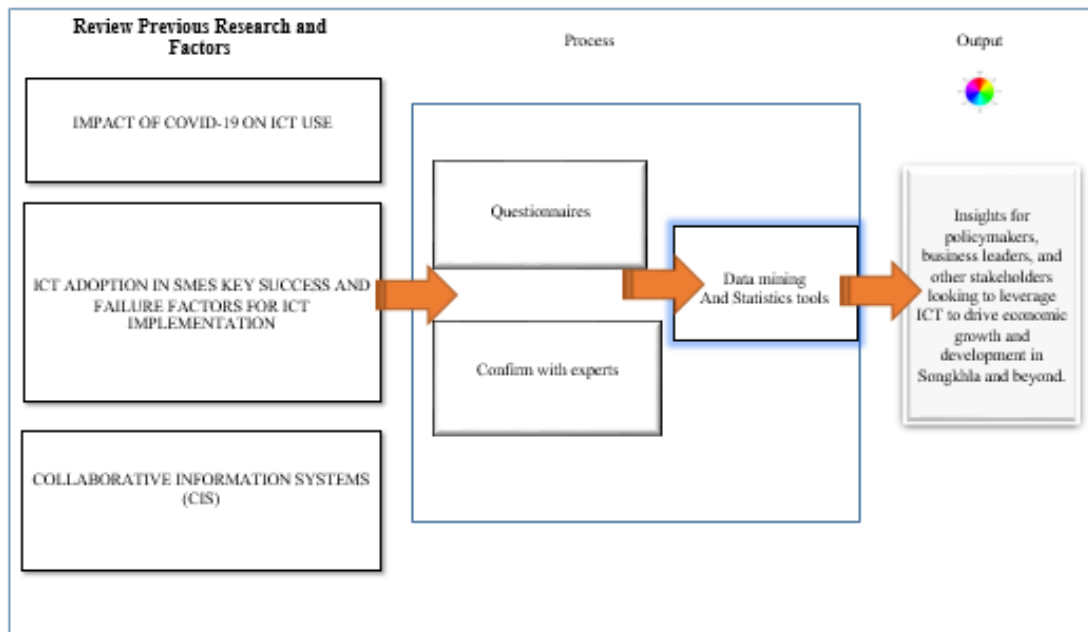 Review Previous Research and
Factors
IMPACT OF COVID-19 ON ICT USE
ICT ADOPTION IN SMES KEY SUCCESS AND
FAILURE FACTORS FOR ICT
IMPLEMENTATION
COLLABORATIVE INFORMATION SYSTEMS
(CIS)
Process
Questionnaires
Confirm with experts
Data mining
And Statistics tools
Output
Insights for
policymakers,
business leaders, and
other stakeholders
looking to leverage
ICT to drive economic
growth and
development in
Songkhla and beyond.